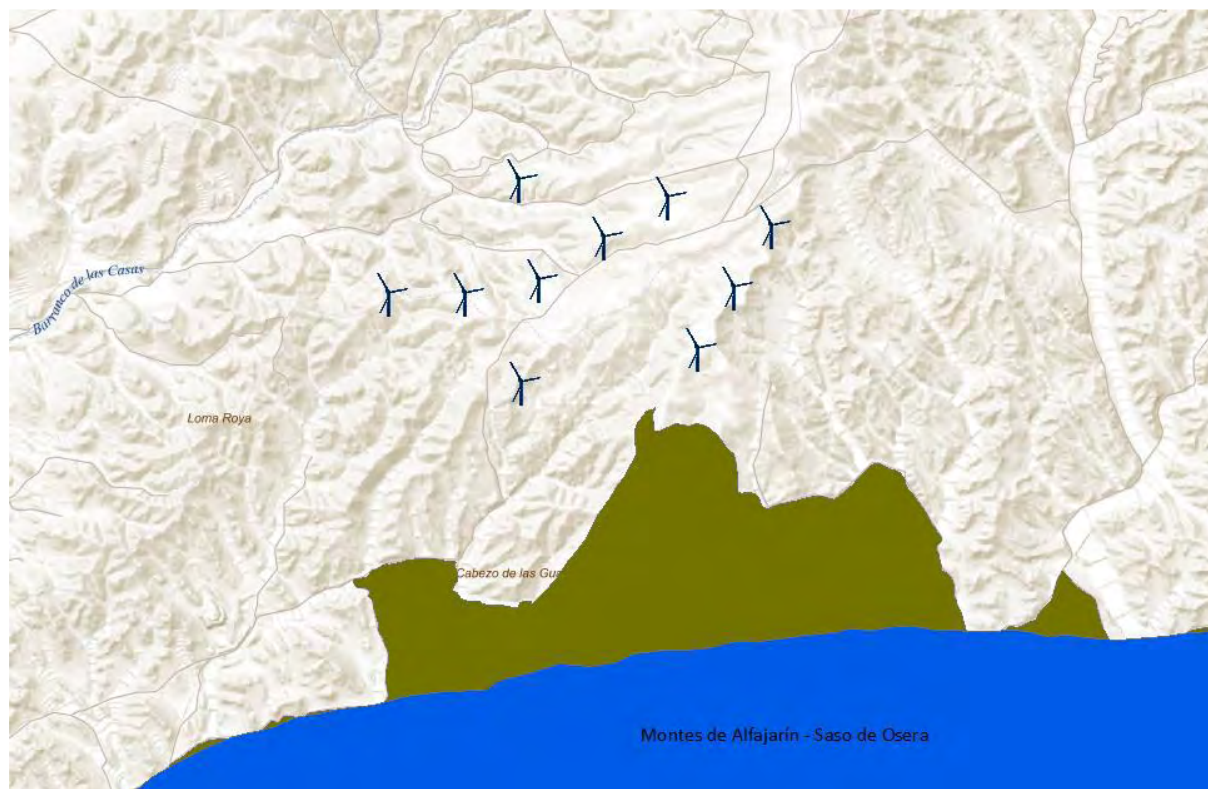 Barranco de las Casas
Loma Roya
Cabezo de las Gua
Montes de Alfajarín - Saso de Osera